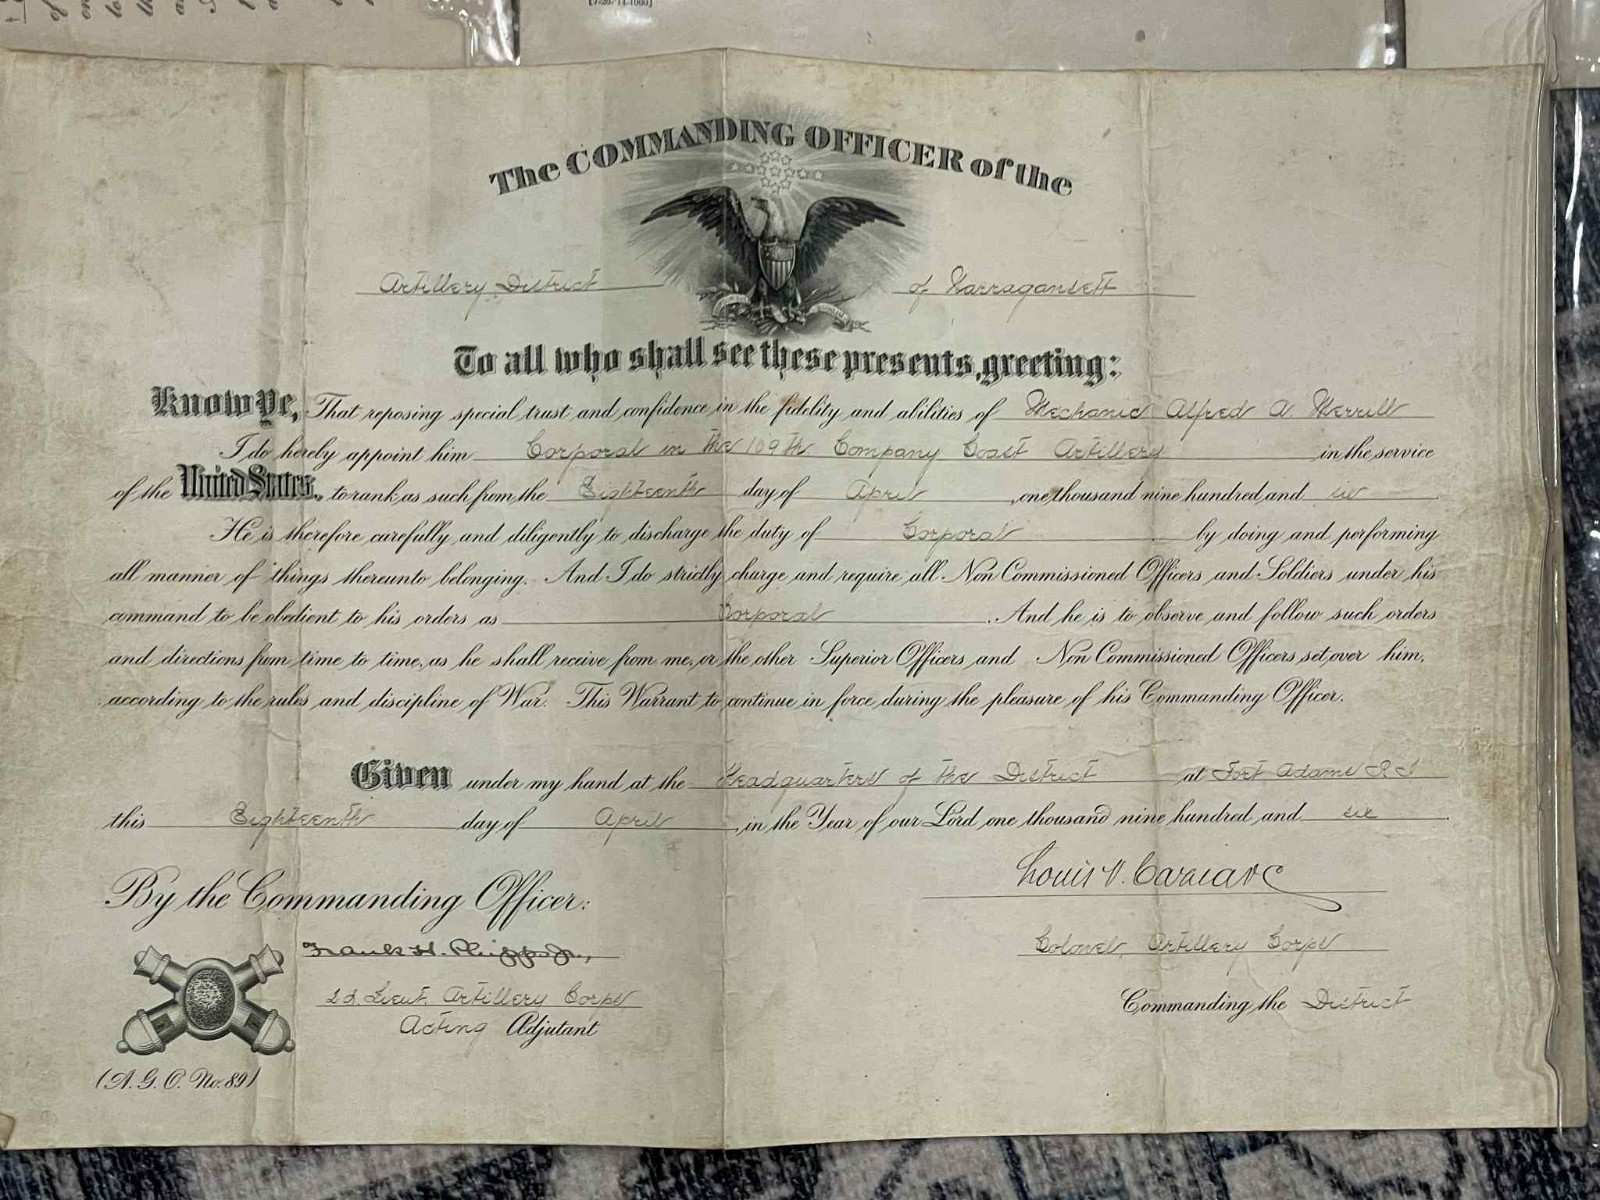 The COMMANDING OFFICER of the
Artillery District of Narragansett
To all who shall see these presents, greeting:
Know Ye, That reposing special trust and confidence in the fidelity and abilities of Mechanic Alfred A Merrill
I do hereby appoint him Corporal in the 109th Company Coast Artillery in the service
of the United States, to rank as such from the Eighteenth day of April, one thousand nine hundred and six
He is therefore carefully and diligently to discharge the duty of Corporal by doing and performing
all manner of things thereunto belonging. And I do strictly charge and require all Non Commissioned Officers and Soldiers under his
command to be obedient to his orders as Corporal. And he is to observe and follow such orders
and directions from time to time, as he shall receive from me, or the other Superior Officers and Non Commissioned Officers set over him,
according to the rules and discipline of War. This Warrant to continue in force during the pleasure of his Commanding Officer.
Given under my hand at the Headquarters of the District at Fort Adams R I
this Eighteenth day of April, in the Year of our Lord one thousand nine hundred and six
Louis V. Caziarc
By the Commanding Officer:
Frank H. Phipps Jr.,
Colonel, Artillery Corps
2d. Lieut. Artillery Corps
Commanding the District
Acting Adjutant
(A. G. O. No. 89)